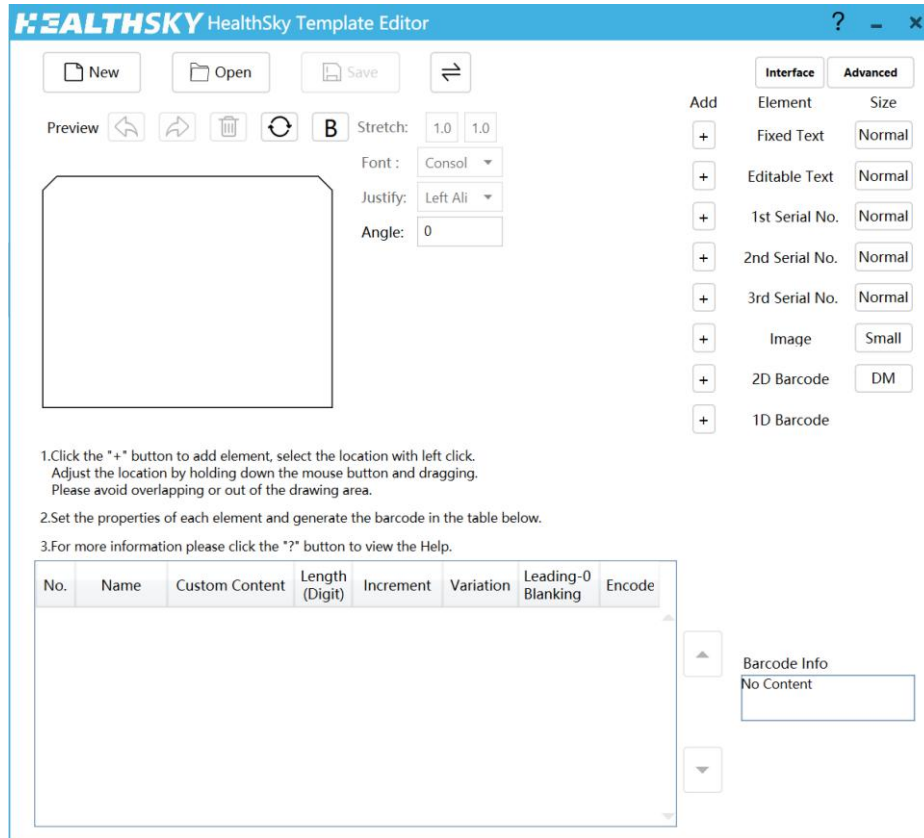 HEALTHSKY HealthSky Template Editor ? – ×
New Open Save ⇌
Interface Advanced
Add Element Size
Preview B Stretch: 1.0 1.0
+ Fixed Text Normal
Font : Consol
+ Editable Text Normal
Justify: Left Ali
+ 1st Serial No. Normal
Angle: 0
+ 2nd Serial No. Normal
+ 3rd Serial No. Normal
+ Image Small
+ 2D Barcode DM
+ 1D Barcode
1.Click the "+" button to add element, select the location with left click.
Adjust the location by holding down the mouse button and dragging.
Please avoid overlapping or out of the drawing area.
2.Set the properties of each element and generate the barcode in the table below.
3.For more information please click the "?" button to view the Help.
No. Name Custom Content Length (Digit) Increment Variation Leading-0 Blanking Encode
Barcode Info
No Content